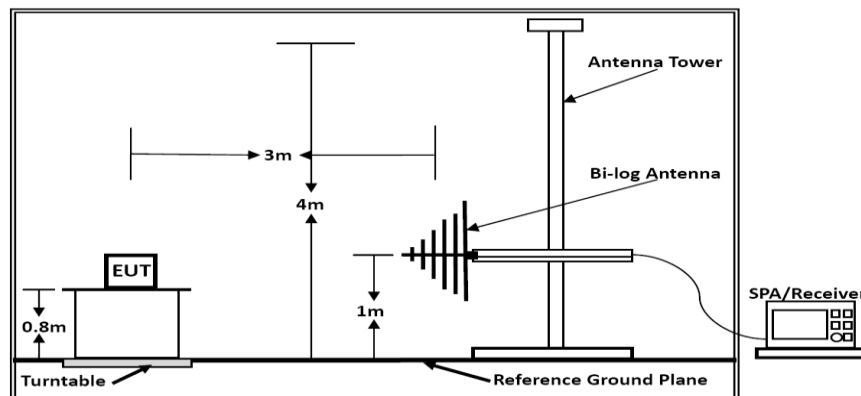 Antenna Tower
3m
Bi-log Antenna
4m
EUT
0.8m
1m
SPA/Receiver
Turntable
Reference Ground Plane